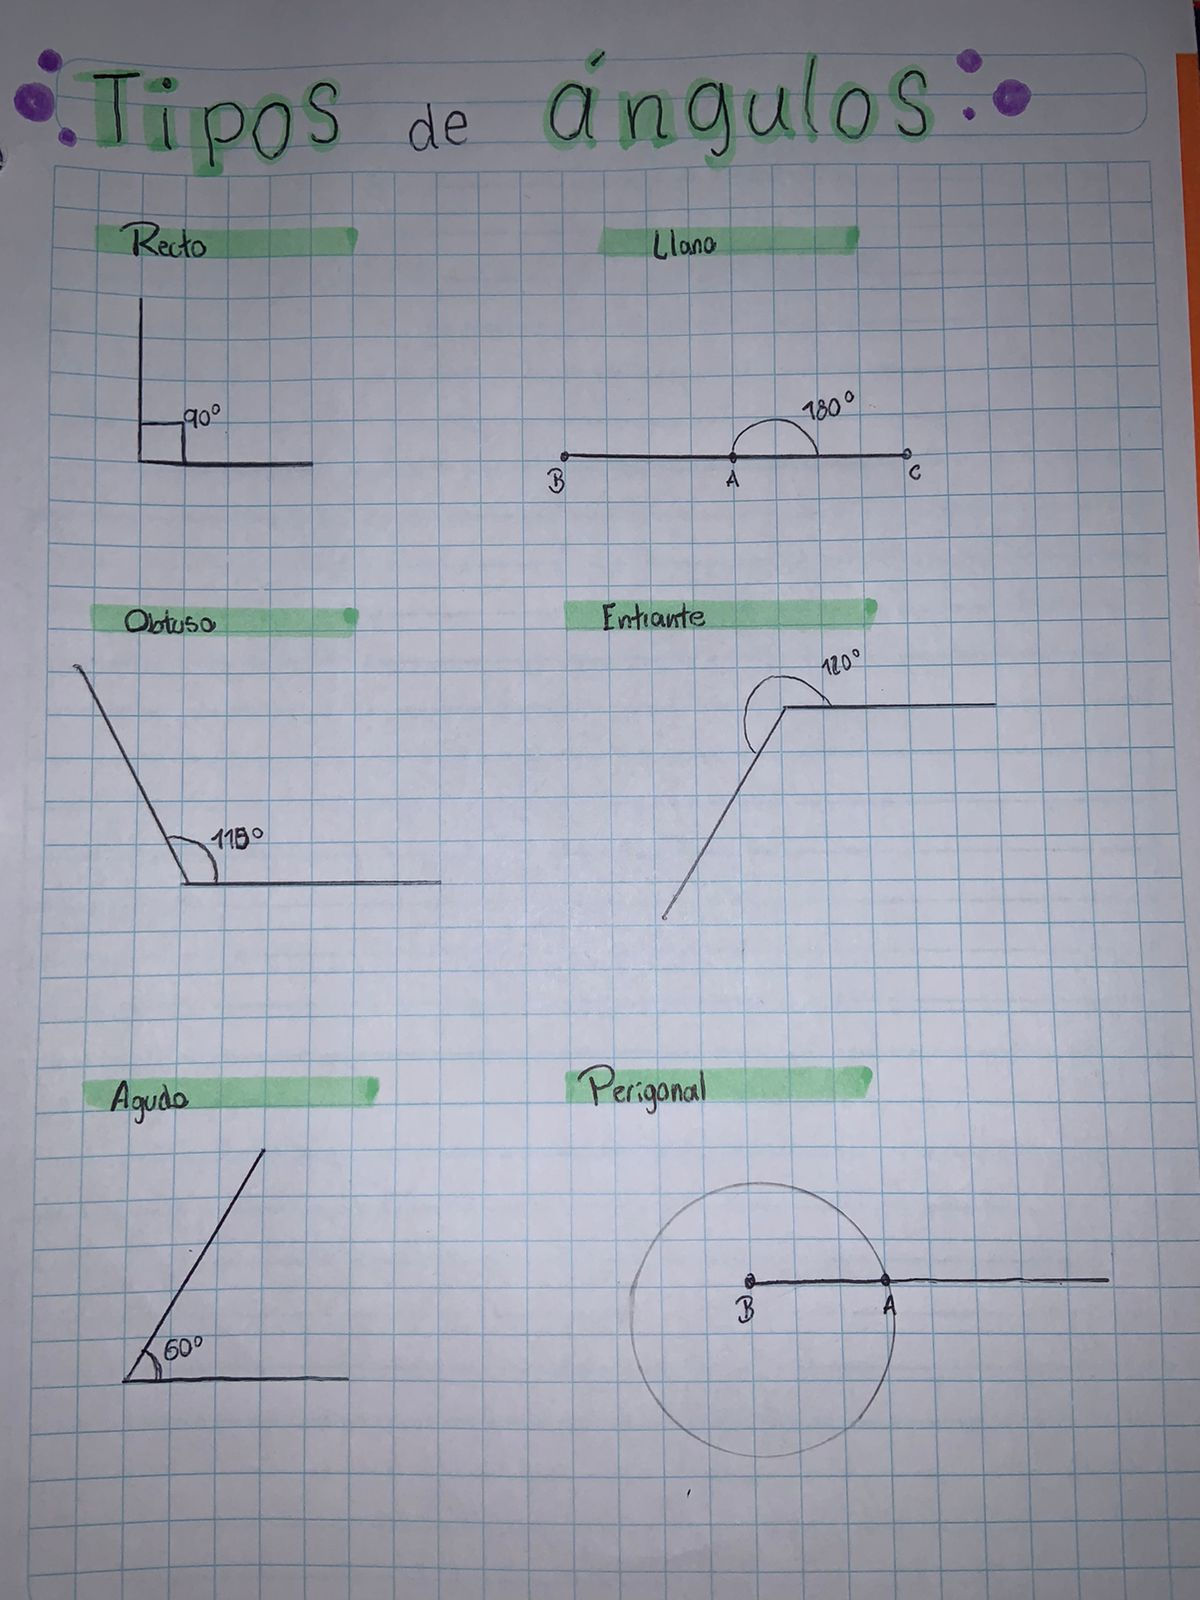 Tipos de ángulos
Recto
Llano
90°
180°
B A C
Obtuso
Entrante
120°
115°
Agudo
Perigonal
B A
60°